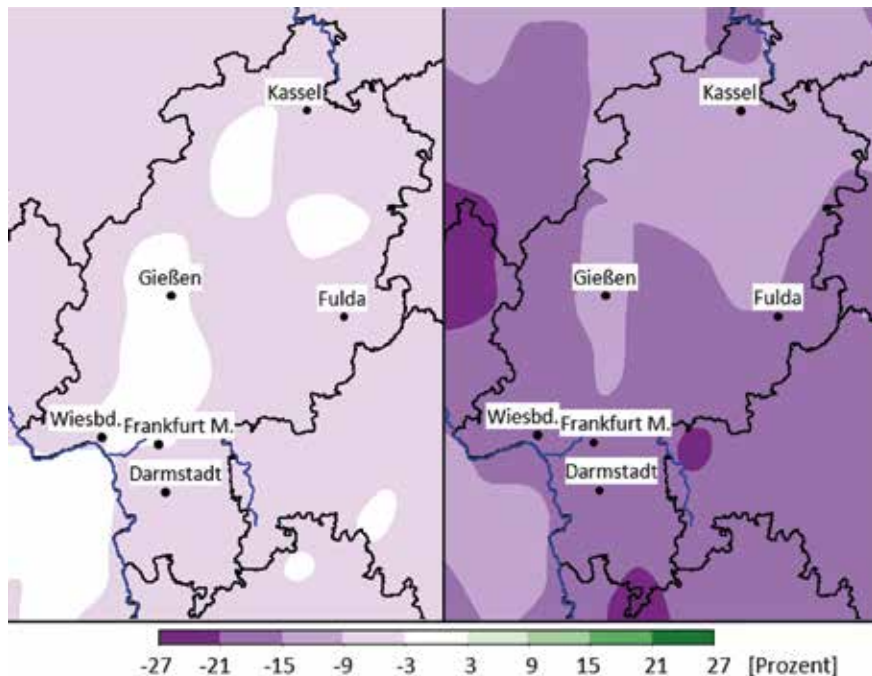 Kassel
Gießen
Fulda
Wiesbd.
Frankfurt M.
Darmstadt
Kassel
Gießen
Fulda
Wiesbd.
Frankfurt M.
Darmstadt
-27 -21 -15 -9 -3 3 9 15 21 27 [Prozent]